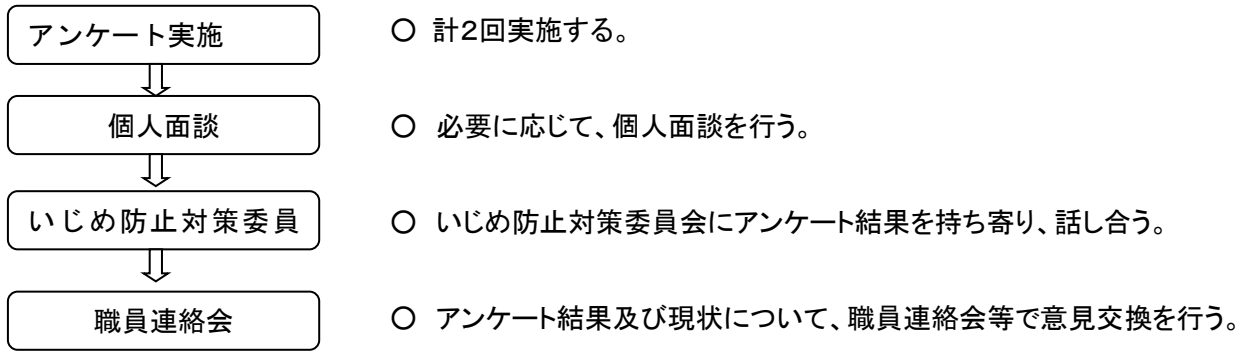 アンケート実施 ○ 計２回実施する。
個人面談 ○ 必要に応じて、個人面談を行う。
いじめ防止対策委員 ○ いじめ防止対策委員会にアンケート結果を持ち寄り、話し合う。
職員連絡会 ○ アンケート結果及び現状について、職員連絡会等で意見交換を行う。